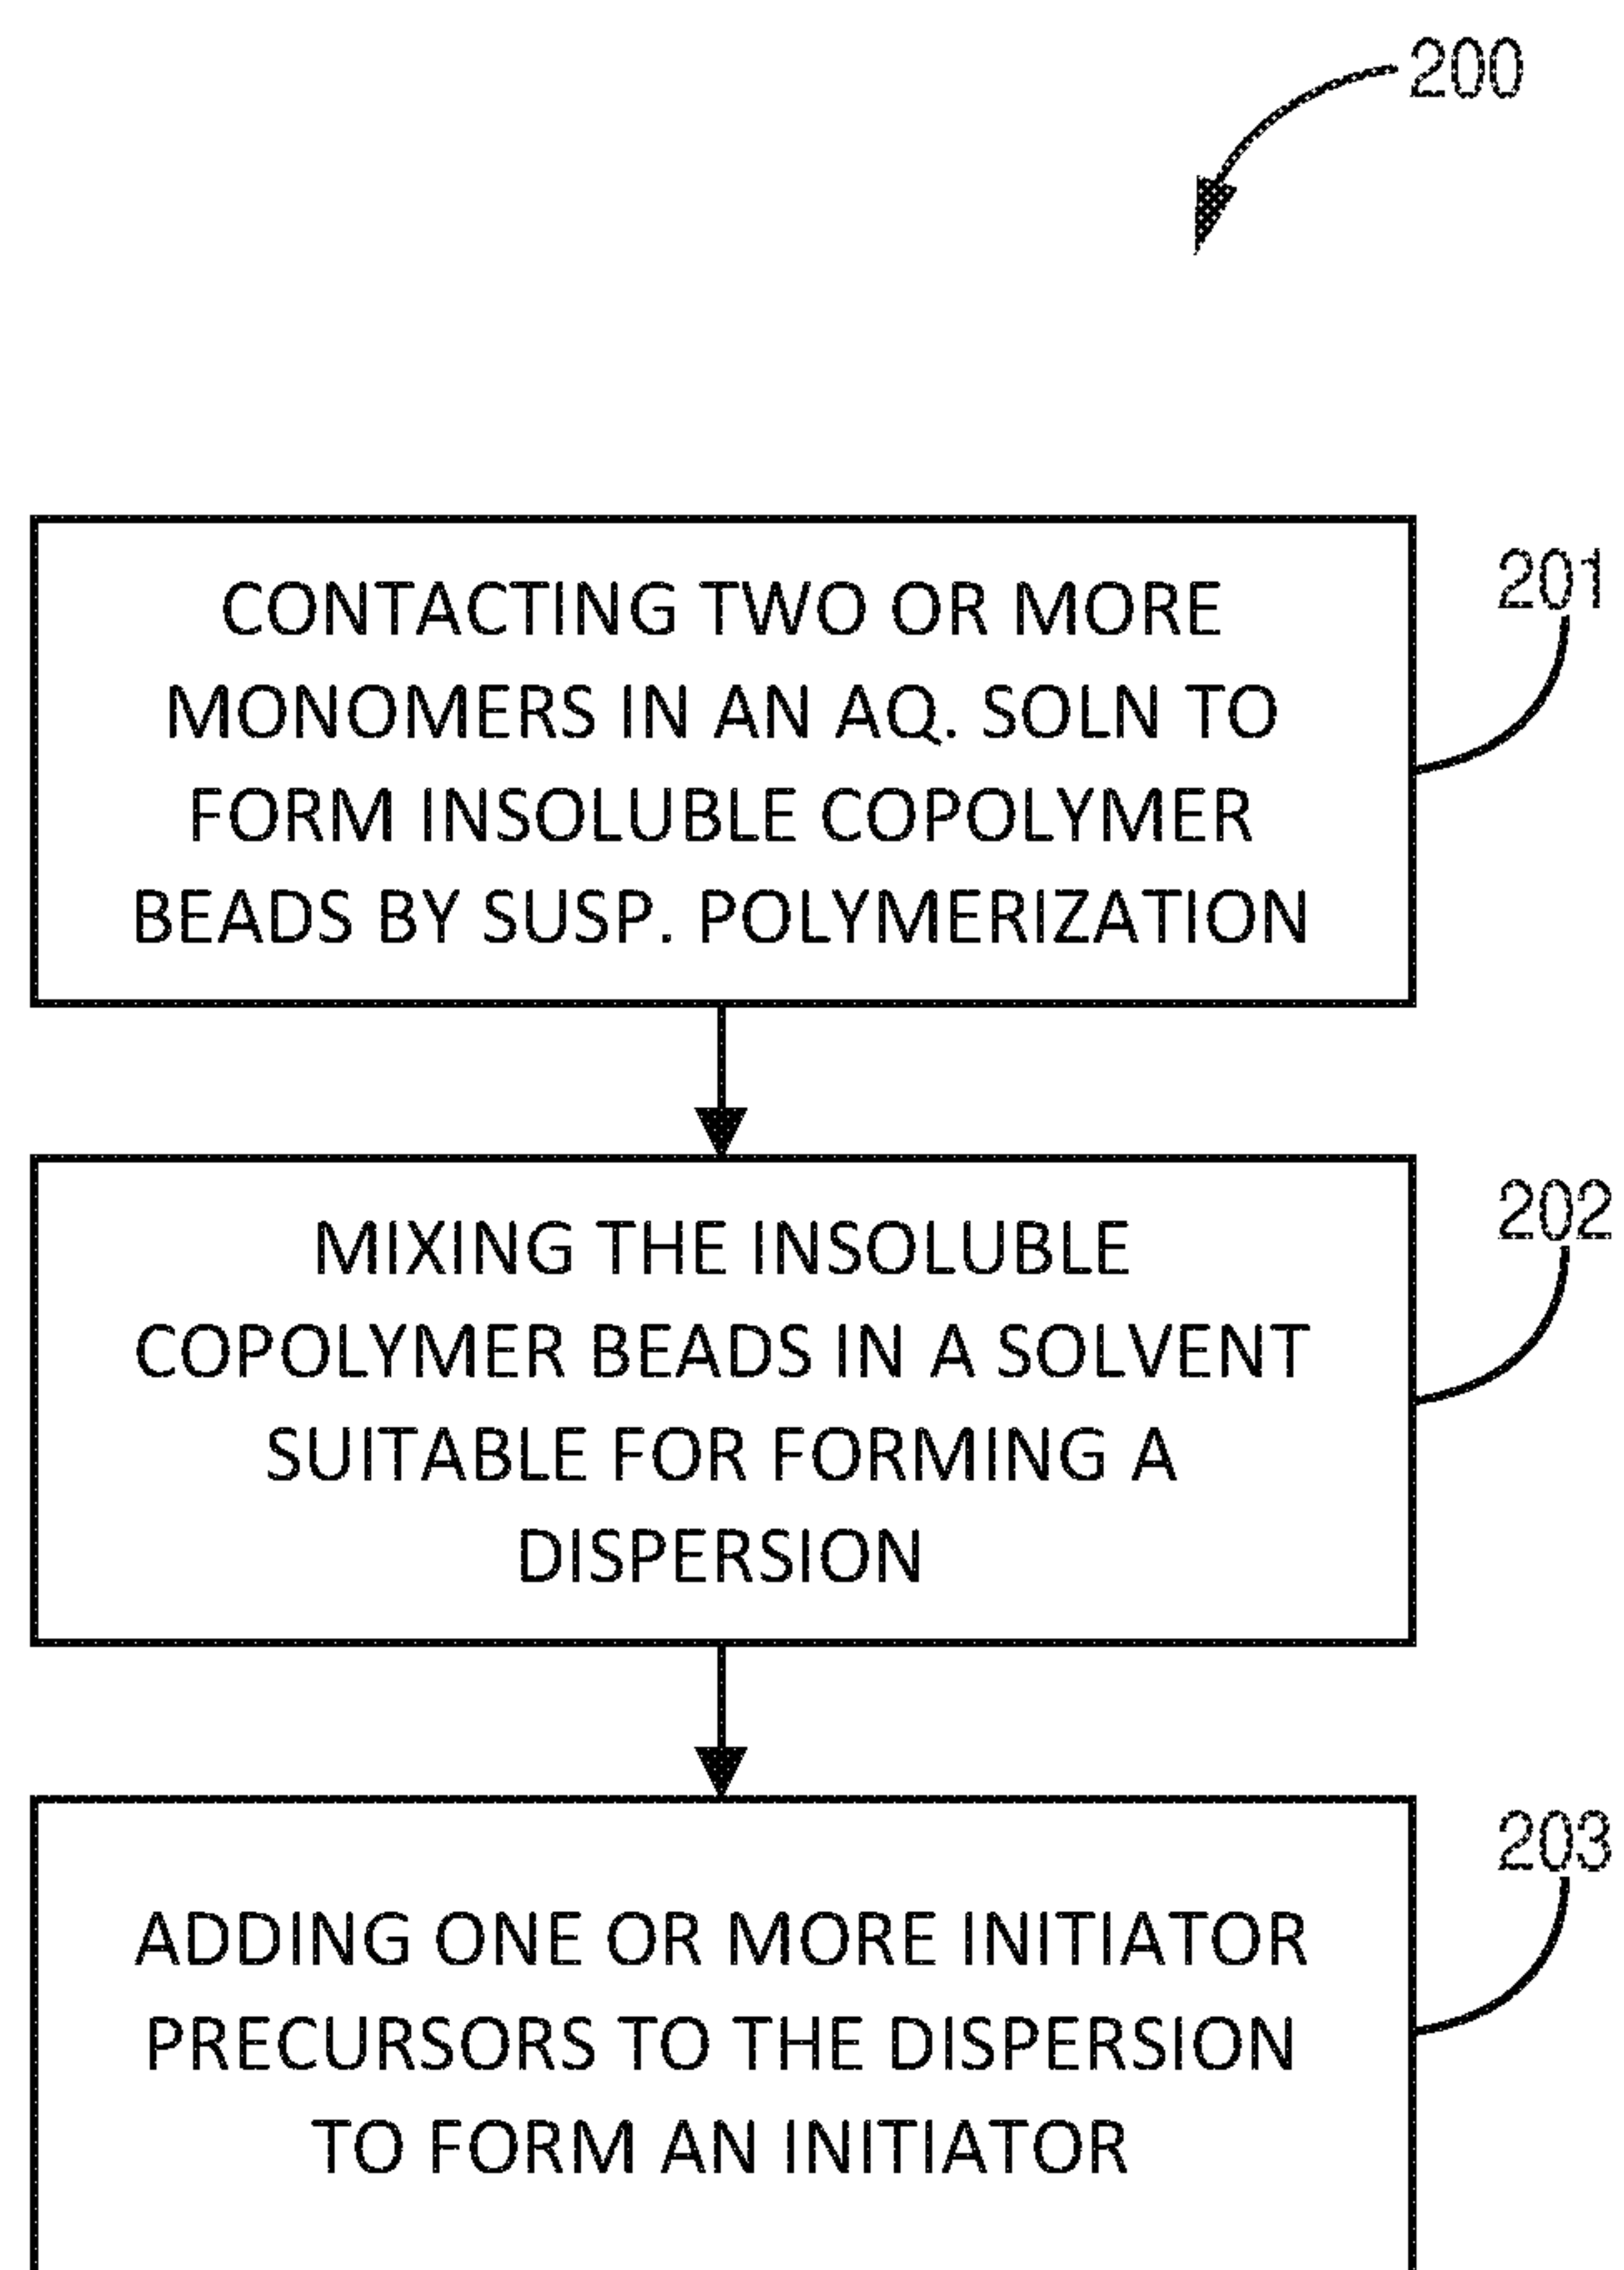 200
CONTACTING TWO OR MORE
MONOMERS IN AN AQ. SOLN TO
FORM INSOLUBLE COPOLYMER
BEADS BY SUSP. POLYMERIZATION
201
MIXING THE INSOLUBLE
COPOLYMER BEADS IN A SOLVENT
SUITABLE FOR FORMING A
DISPERSION
202
ADDING ONE OR MORE INITIATOR
PRECURSORS TO THE DISPERSION
TO FORM AN INITIATOR
203